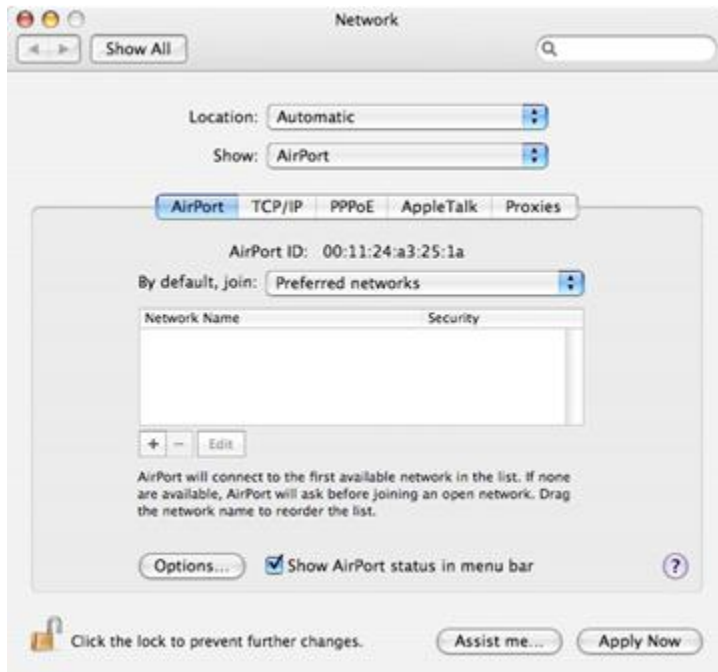 Network
Show All
Location: Automatic
Show: AirPort
AirPort TCP/IP PPPoE AppleTalk Proxies
AirPort ID: 00:11:24:a3:25:1a
By default, join: Preferred networks
Network Name Security
+ − Edit
AirPort will connect to the first available network in the list. If none
are available, AirPort will ask before joining an open network. Drag
the network name to reorder the list.
Options... Show AirPort status in menu bar ?
Click the lock to prevent further changes. Assist me... Apply Now